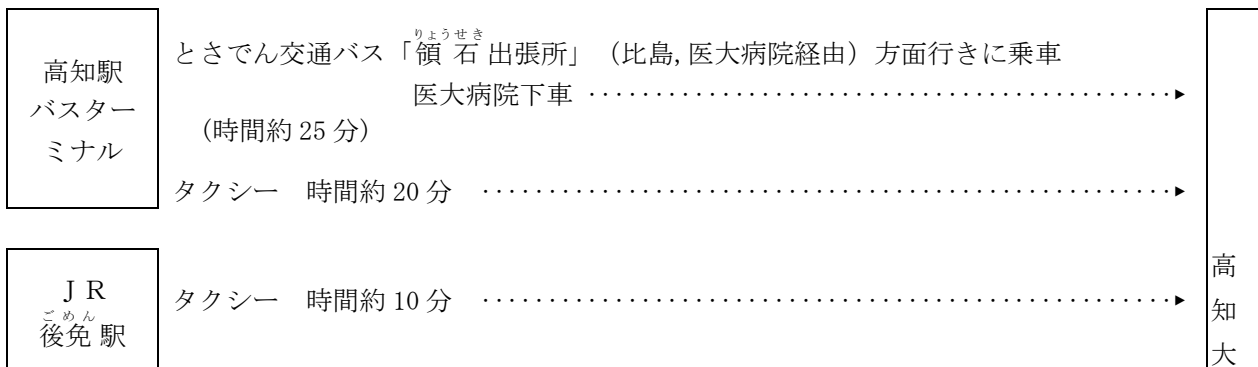 高知駅
バスター
ミナル
とさでん交通バス「領石出張所」（比島,医大病院経由）方面行きに乗車
りょうせき
医大病院下車 ････････････････････････････････････････････▶
（時間約 25 分）
タクシー　時間約 20 分　････････････････････････････････････････････････････▶
ＪＲ
ごめん
後免駅
タクシー　時間約 10 分　････････････････････････････････････････････････････▶
高
知
大